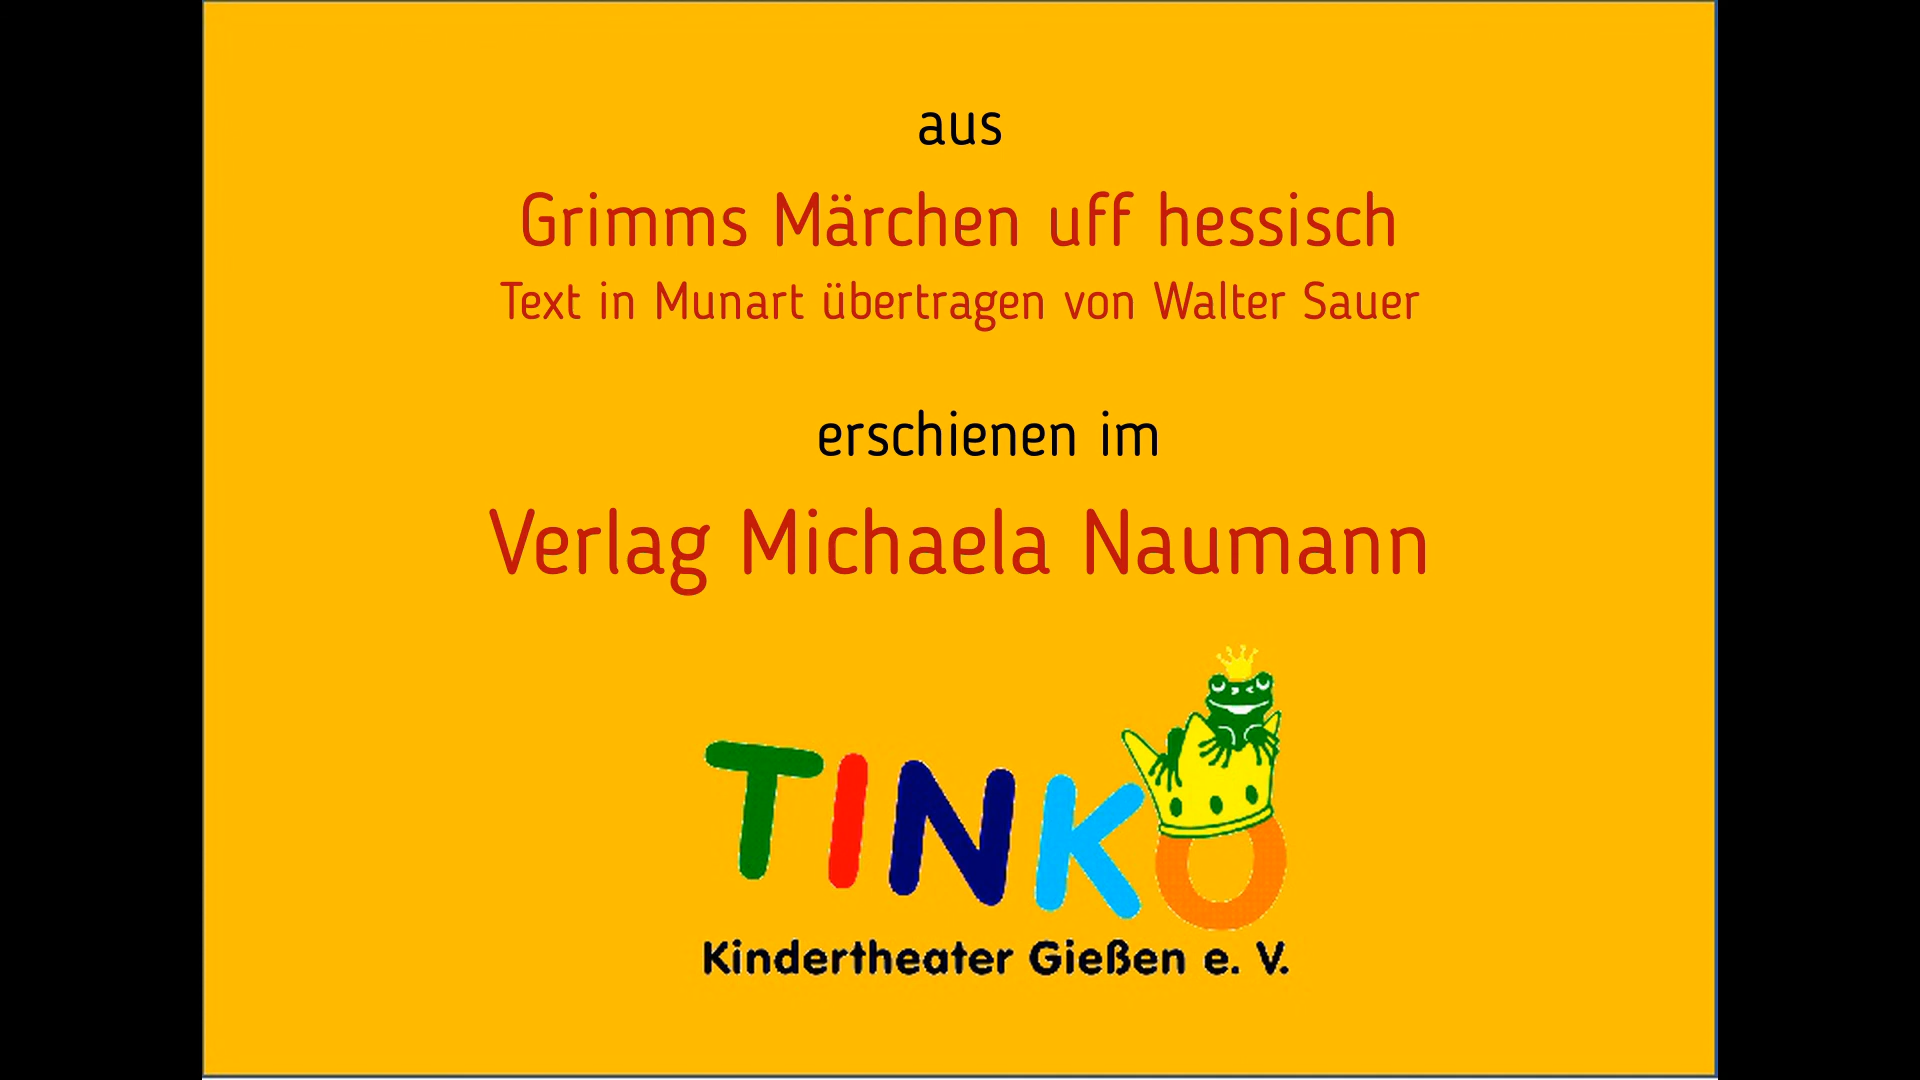 aus
Grimms Märchen uff hessisch
Text in Munart übertragen von Walter Sauer
erschienen im
Verlag Michaela Naumann
TINKO
Kindertheater Gießen e. V.